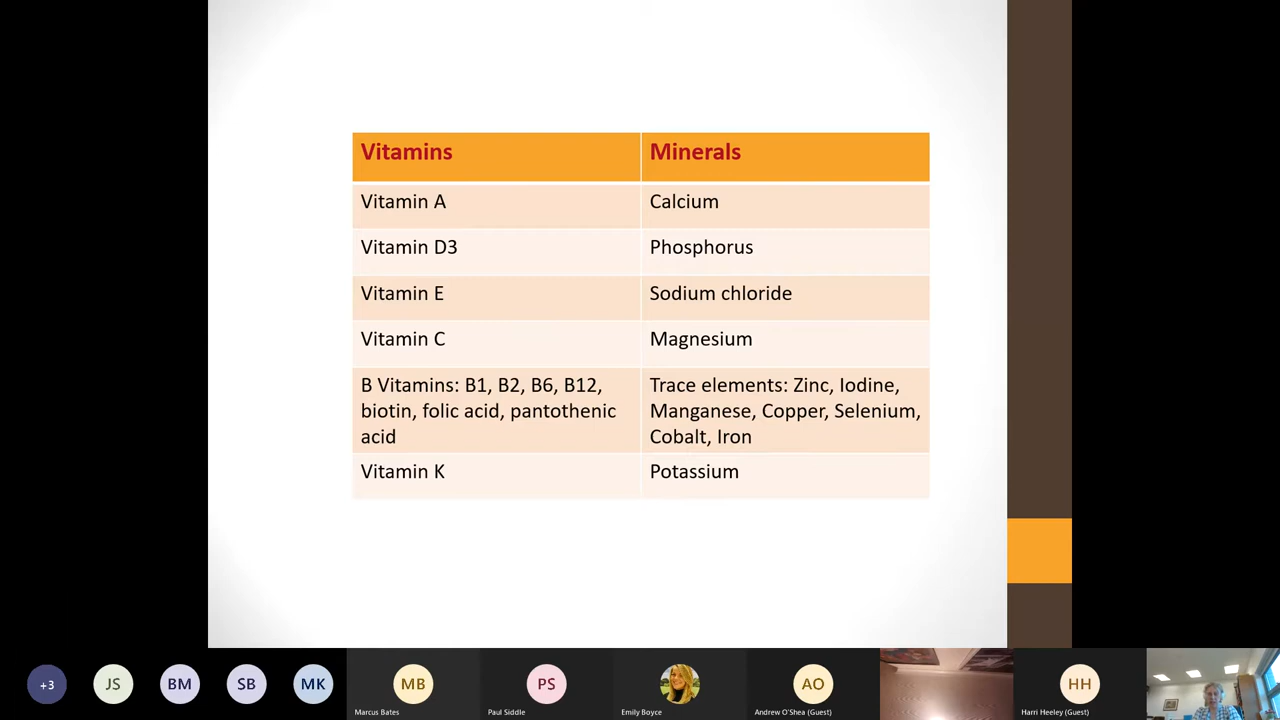 Vitamins
Minerals
Vitamin A
Calcium
Vitamin D3
Phosphorus
Vitamin E
Sodium chloride
Vitamin C
Magnesium
B Vitamins: B1, B2, B6, B12,
biotin, folic acid, pantothenic
acid
Trace elements: Zinc, Iodine,
Manganese, Copper, Selenium,
Cobalt, Iron
Vitamin K
Potassium
+3
JS
BM
SB
MK
MB
Marcus Bates
PS
Paul Siddle
Emily Boyce
AO
Andrew O'Shea (Guest)
HH
Harri Heeley (Guest)